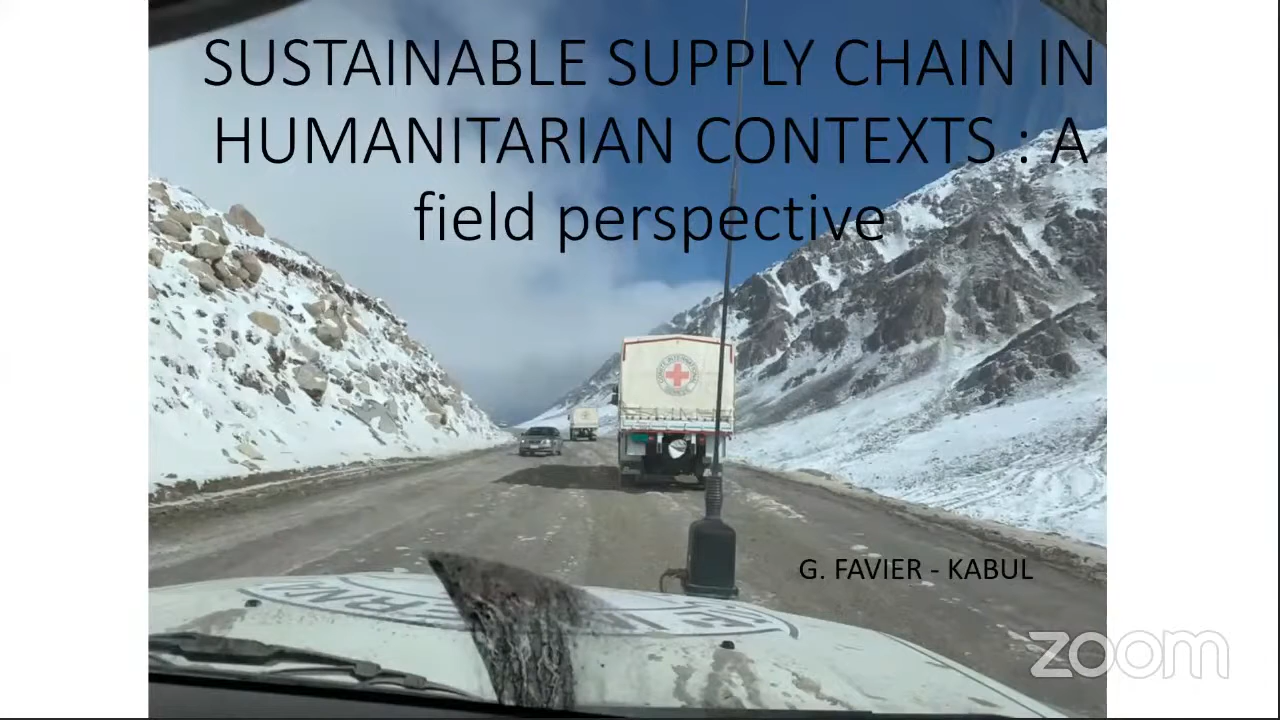 SUSTAINABLE SUPPLY CHAIN IN
HUMANITARIAN CONTEXTS : A
field perspective
G. FAVIER - KABUL
zoom